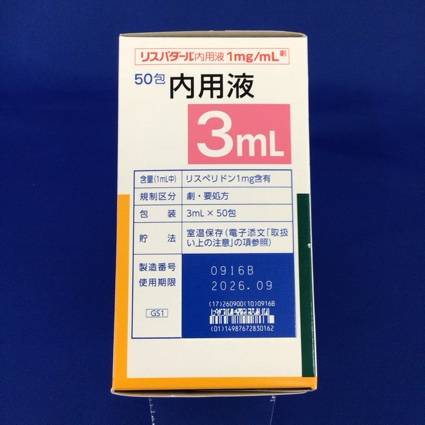 リスパダール内用液1mg/mL 劇
50包 内用液
3mL
含量(1mL中) リスペリドン1mg含有
規制区分 劇・要処方
包装 3mL×50包
貯法 室温保存(電子添文「取扱
い上の注意」の項参照)
製造番号 0916B
使用期限 2026.09
(17)260900(10)0916B
G51
(01)14987672830162